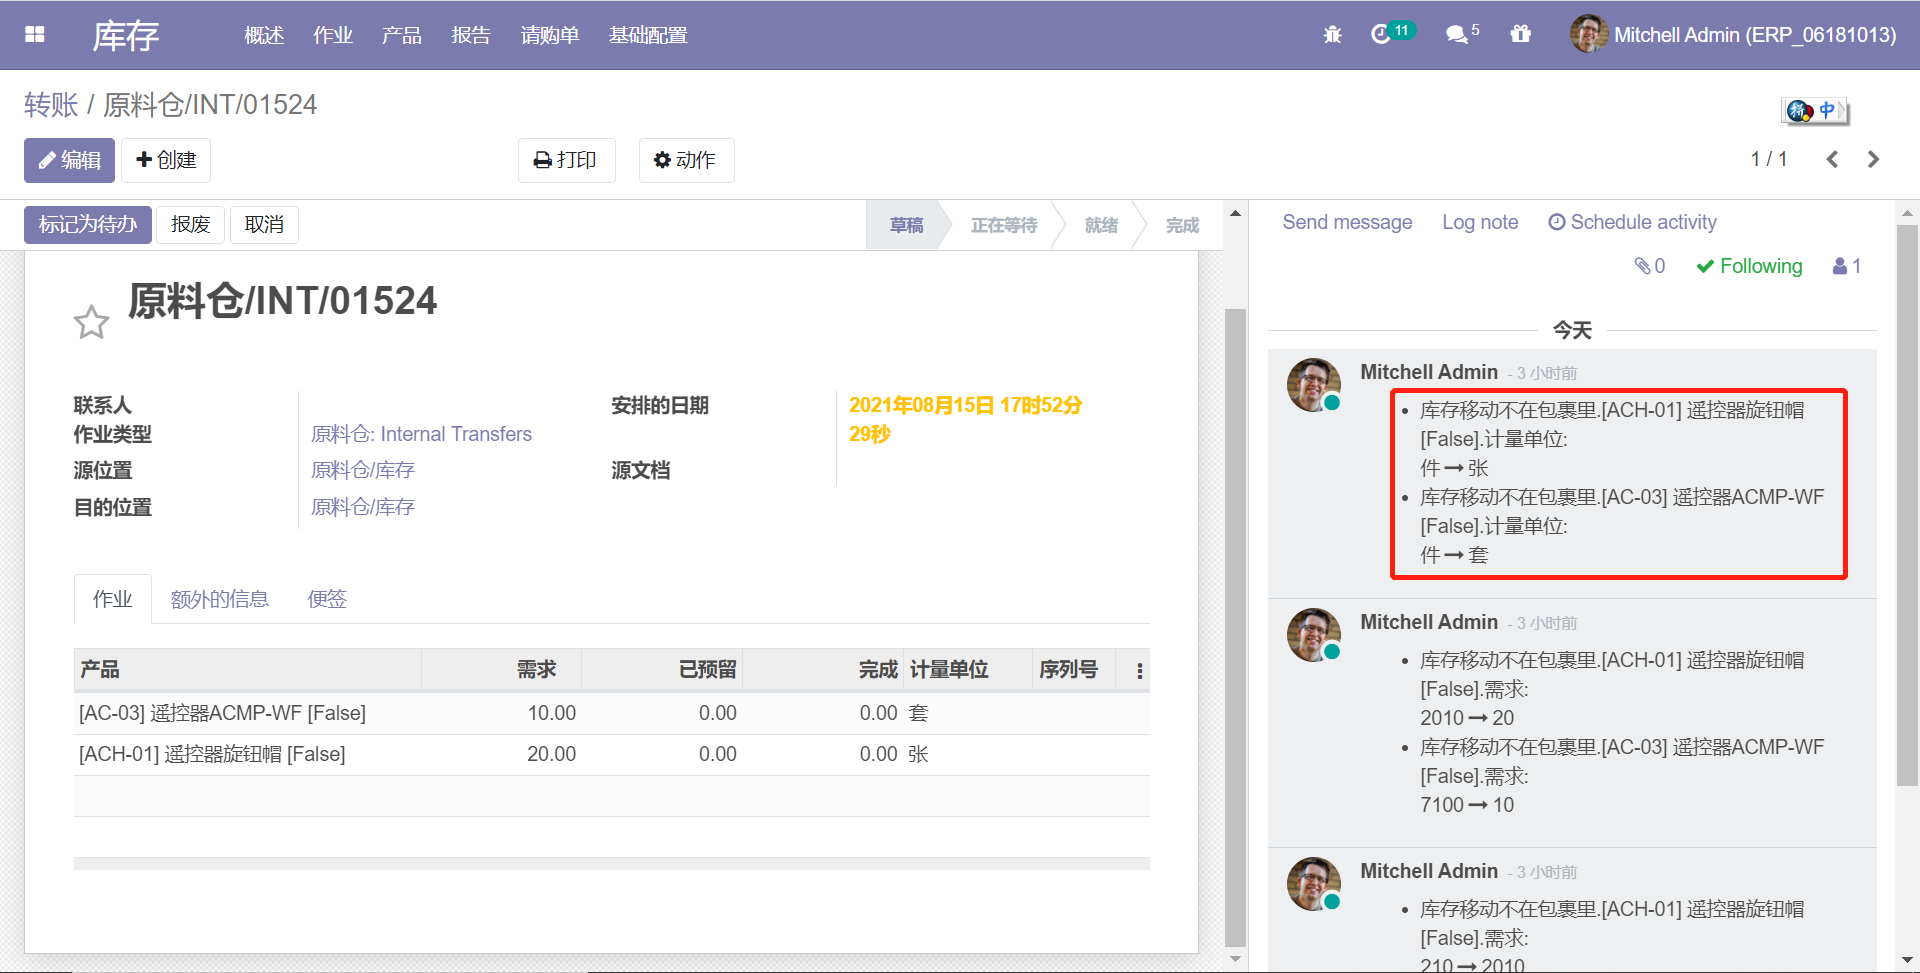 库存 概述 作业 产品 报告 请购单 基础配置 11 5 Mitchell Admin (ERP_06181013)
转账 / 原料仓/INT/01524
拼 中
编辑 创建 打印 动作 1 / 1
标记为待办 报废 取消 草稿 正在等待 就绪 完成
原料仓/INT/01524
联系人
作业类型 原料仓: Internal Transfers
源位置 原料仓/库存
目的位置 原料仓/库存
安排的日期 2021年08月15日 17时52分
29秒
源文档
作业 额外的信息 便签
产品 需求 已预留 完成 计量单位 序列号
[AC-03] 遥控器ACMP-WF [False] 10.00 0.00 0.00 套
[ACH-01] 遥控器旋钮帽 [False] 20.00 0.00 0.00 张
Send message Log note Schedule activity
0 Following 1
今天
Mitchell Admin - 3 小时前
• 库存移动不在包裹里.[ACH-01] 遥控器旋钮帽
[False].计量单位:
件 → 张
• 库存移动不在包裹里.[AC-03] 遥控器ACMP-WF
[False].计量单位:
件 → 套
Mitchell Admin - 3 小时前
• 库存移动不在包裹里.[ACH-01] 遥控器旋钮帽
[False].需求:
2010 → 20
• 库存移动不在包裹里.[AC-03] 遥控器ACMP-WF
[False].需求:
7100 → 10
Mitchell Admin - 3 小时前
• 库存移动不在包裹里.[ACH-01] 遥控器旋钮帽
[False].需求:
210 → 2010